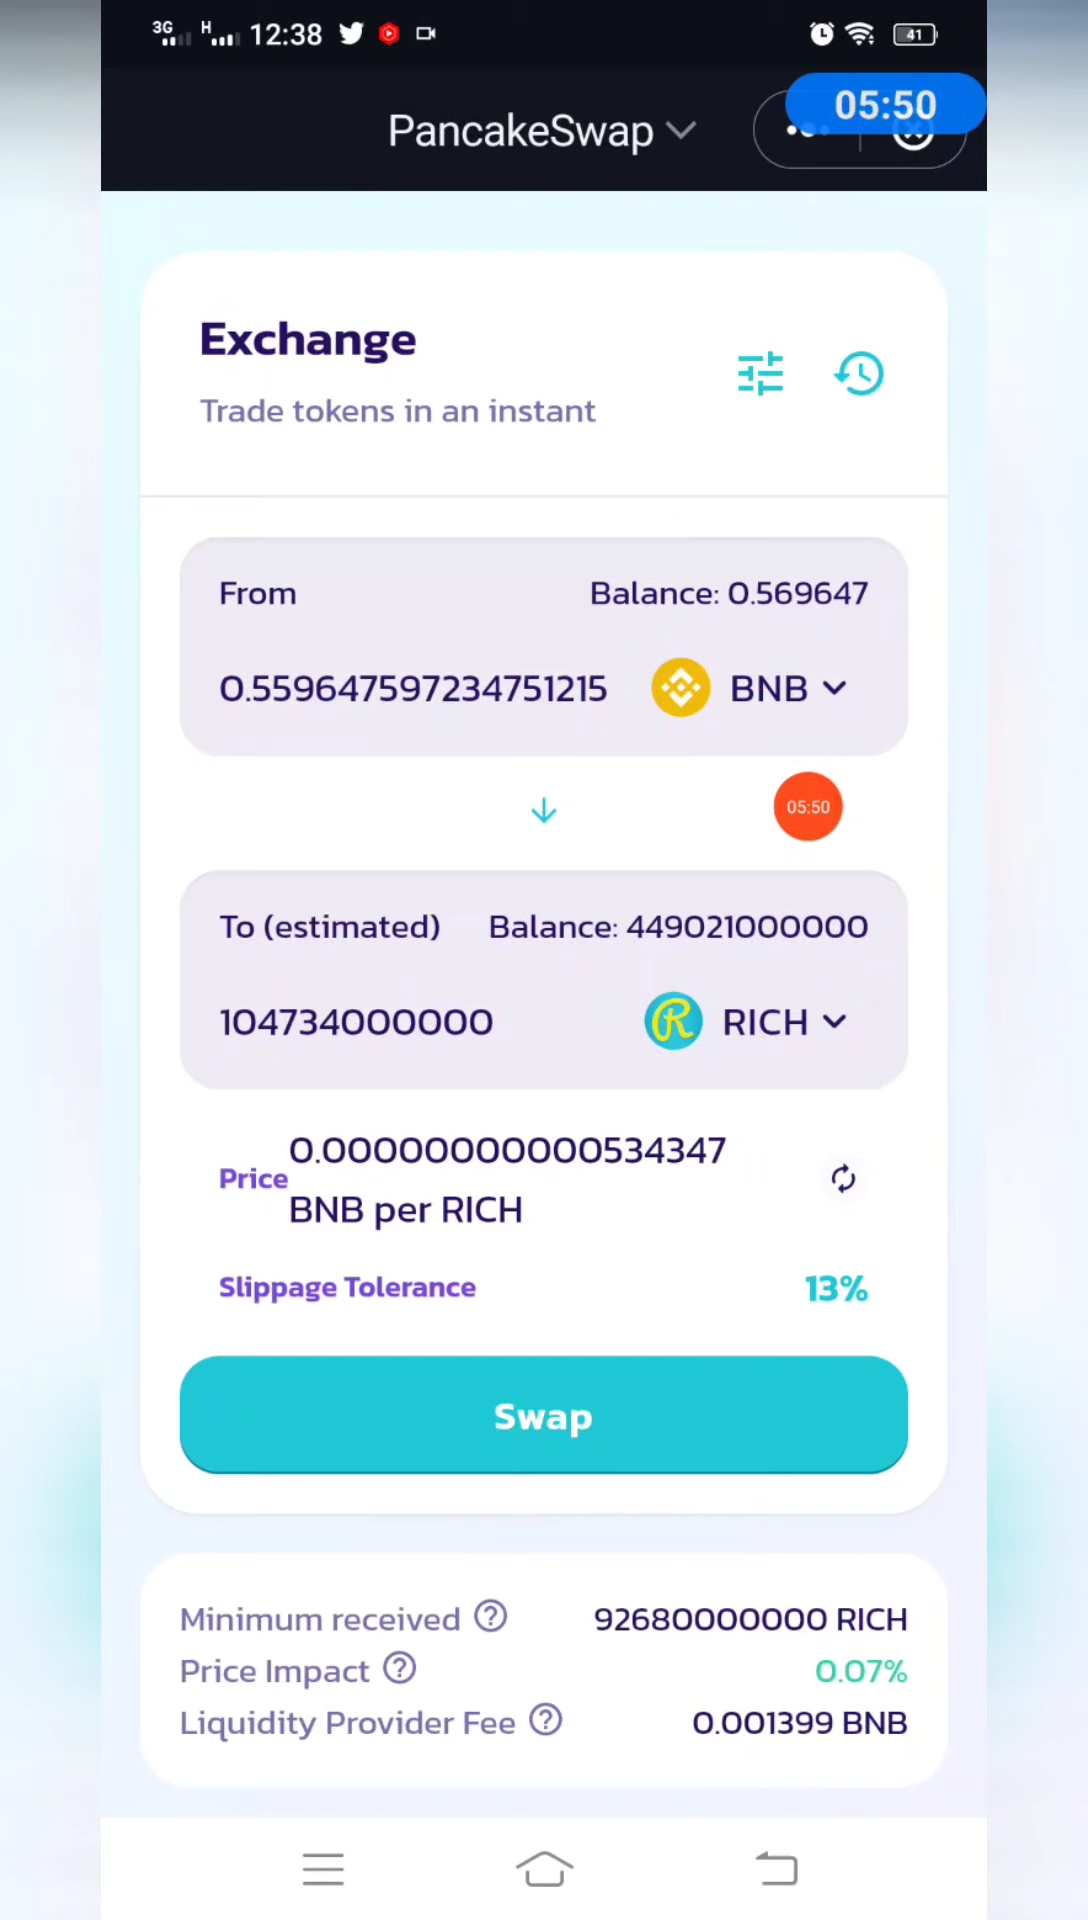 3G H 12:38 41
05:50
PancakeSwap
Exchange
Trade tokens in an instant
From Balance: 0.569647
0.559647597234751215 BNB
05:50
To (estimated) Balance: 449021000000
104734000000 RICH
Price 0.00000000000534347
BNB per RICH
Slippage Tolerance 13%
Swap
Minimum received ? 92680000000 RICH
Price Impact ? 0.07%
Liquidity Provider Fee ? 0.001399 BNB